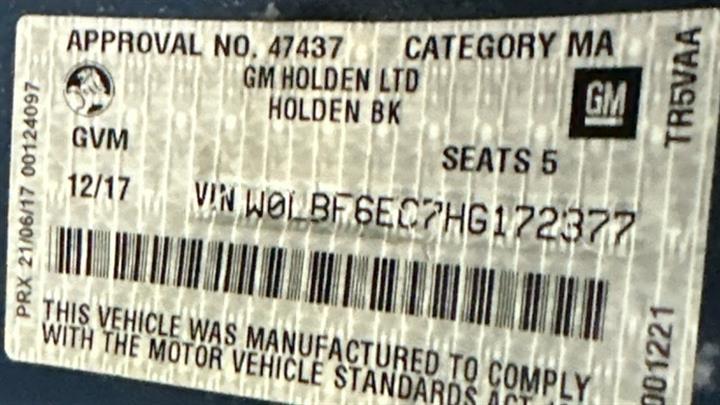 APPROVAL NO. 47437 CATEGORY MA
GM HOLDEN LTD
HOLDEN BK
GM
GVM
SEATS 5
12/17
VIN W0LBF6EC7HG172377
THIS VEHICLE WAS MANUFACTURED TO COMPLY
WITH THE MOTOR VEHICLE STANDARDS ACT
PRX 21/06/17 00124097
TR5VAA
001221